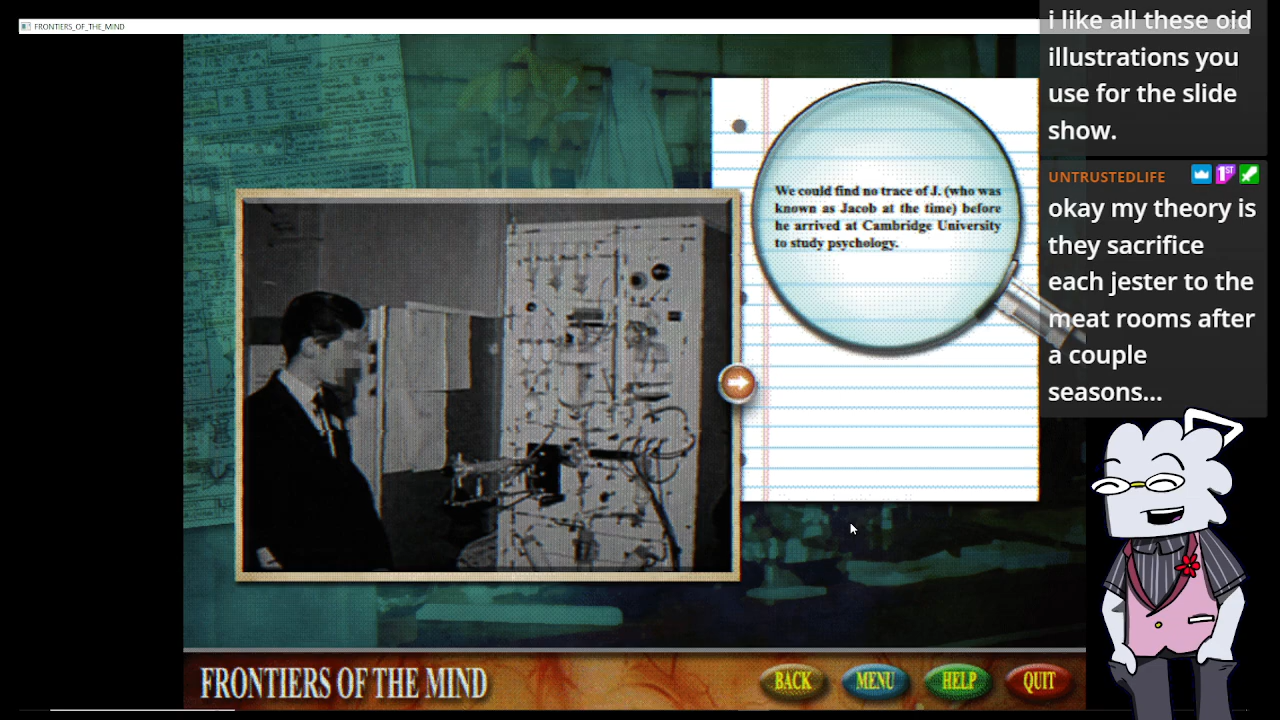 FRONTIERS_OF_THE_MIND
i like all these oid
illustrations you
use for the slide
show.
UNTRUSTEDLIFE 1ST
okay my theory is
they sacrifice
each jester to the
meat rooms after
a couple
seasons...
We could find no trace of J. (who was
known as Jacob at the time) before
he arrived at Cambridge University
to study psychology.
FRONTIERS OF THE MIND
BACK
MENU
HELP
QUIT